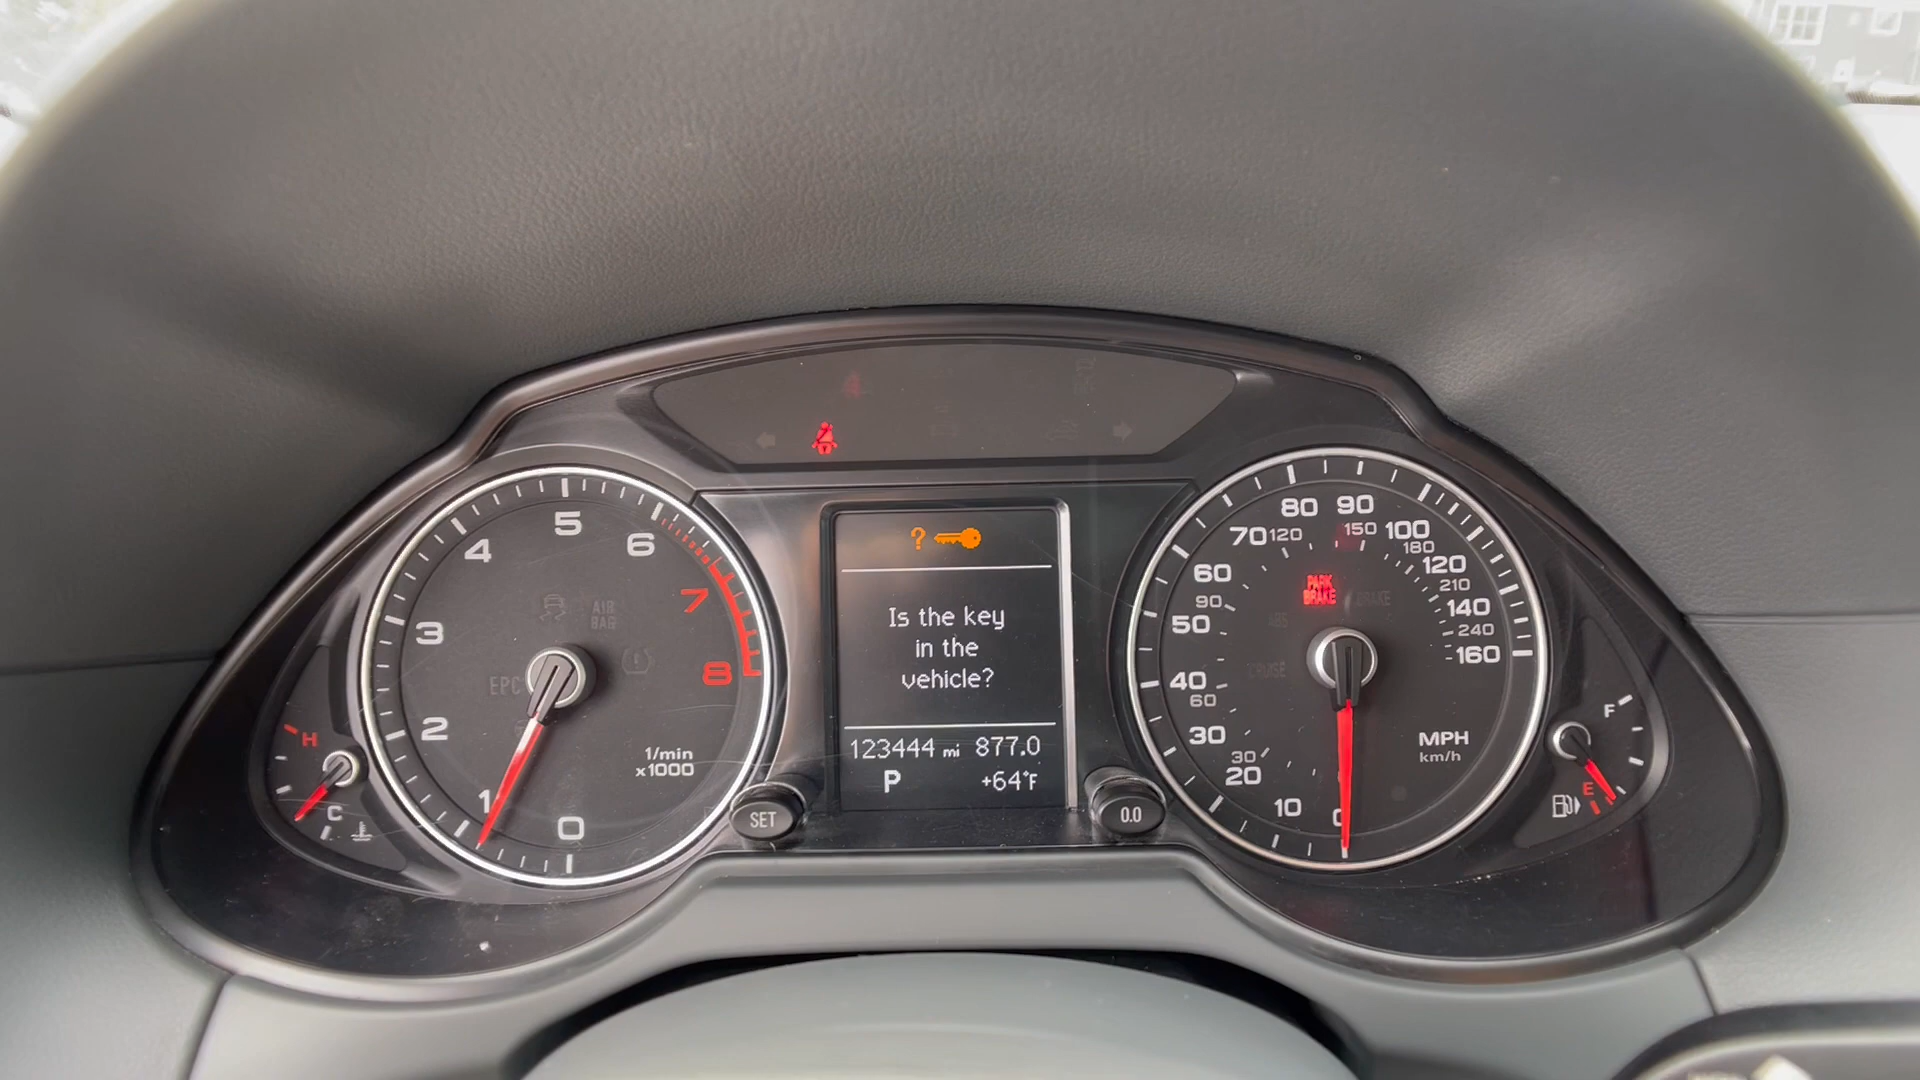 5
4
6
7
3
AIR
BAG
EPC
8
2
1/min
x1000
1
0
H
C
?
Is the key
in the
vehicle?
123444 mi 877.0
P +64°F
SET
0.0
80 90
70 120 150 100
180
60 120
210
90 140
50 240
160
PARK
BRAKE
BRAKE
ABS
CRUISE
40
60
30 MPH
30 km/h
20
10
F
E